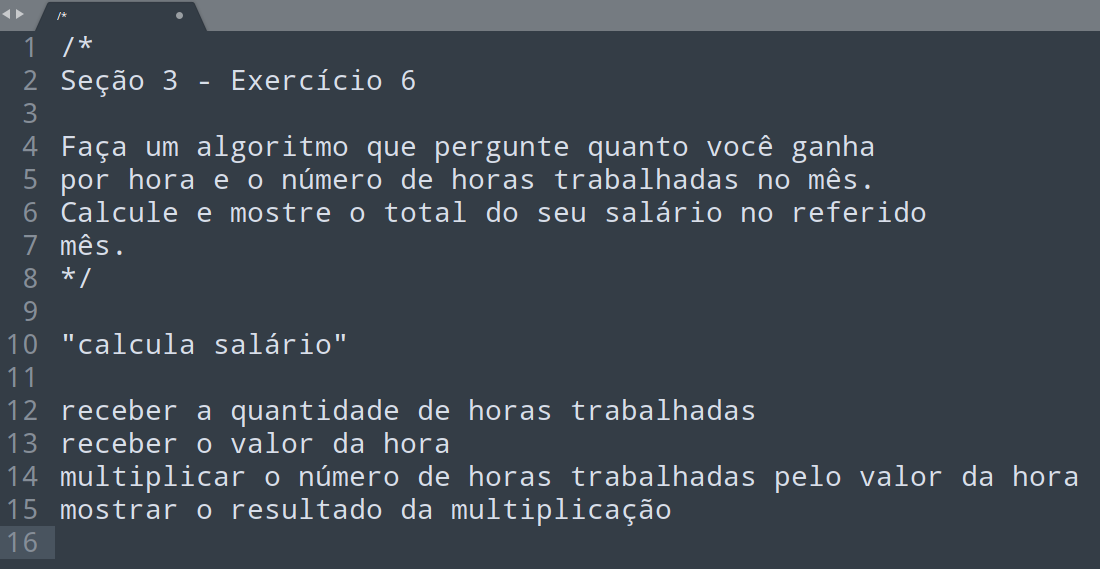 /*
1 /*
2 Seção 3 - Exercício 6
3
4 Faça um algoritmo que pergunte quanto você ganha
5 por hora e o número de horas trabalhadas no mês.
6 Calcule e mostre o total do seu salário no referido
7 mês.
8 */
9
10 "calcula salário"
11
12 receber a quantidade de horas trabalhadas
13 receber o valor da hora
14 multiplicar o número de horas trabalhadas pelo valor da hora
15 mostrar o resultado da multiplicação
16